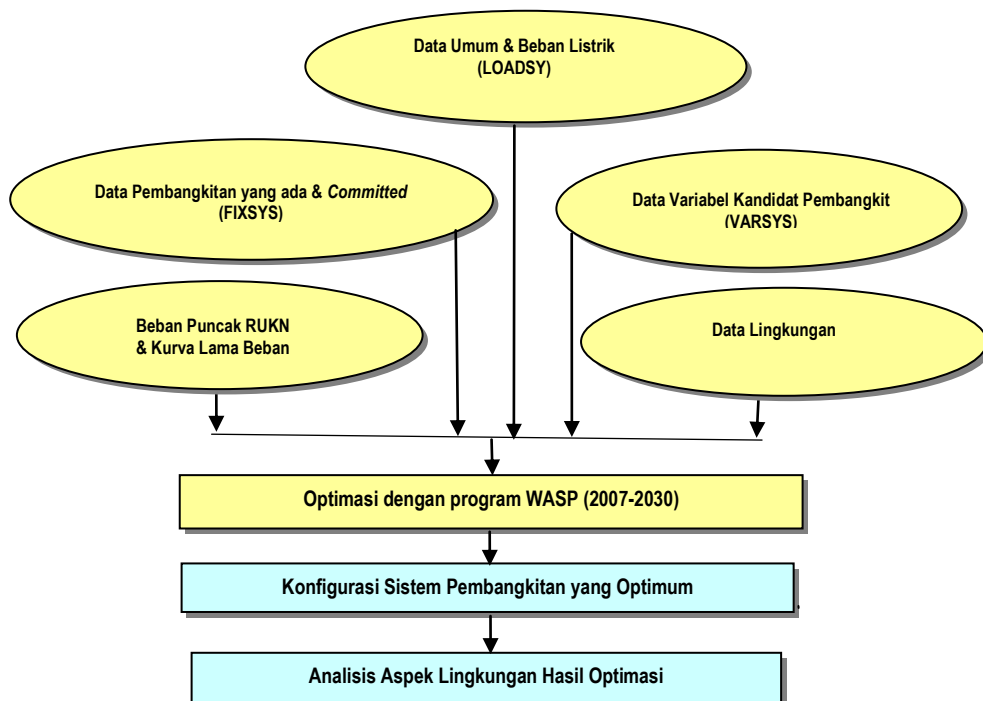 Data Umum & Beban Listrik
(LOADSY)
Data Pembangkitan yang ada & Committed
(FIXSYS)
Data Variabel Kandidat Pembangkit
(VARSYS)
Beban Puncak RUKN
& Kurva Lama Beban
Data Lingkungan
Optimasi dengan program WASP (2007-2030)
Konfigurasi Sistem Pembangkitan yang Optimum
.
Analisis Aspek Lingkungan Hasil Optimasi